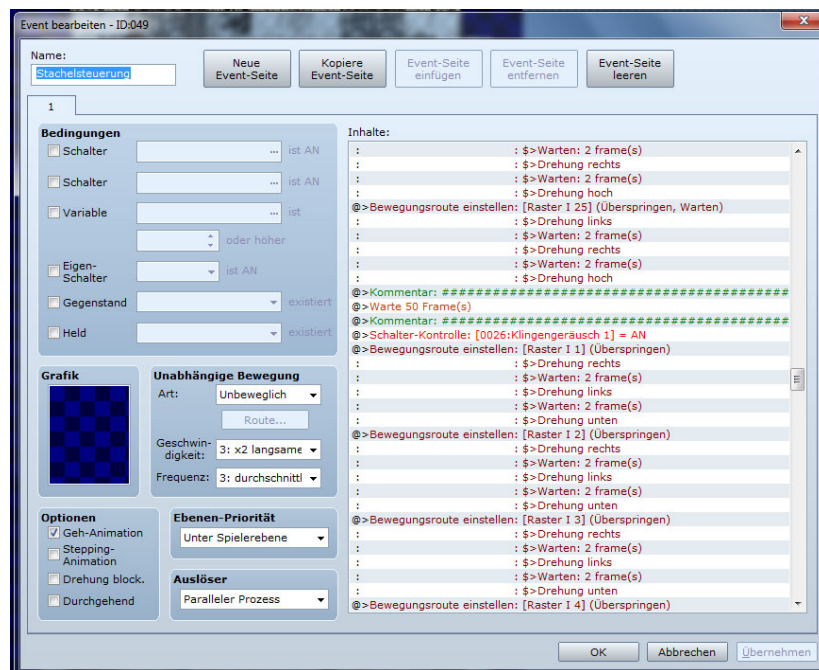 Event bearbeiten - ID:049
Name:
Stachelsteuerung
Neue Event-Seite
Kopiere Event-Seite
Event-Seite einfügen
Event-Seite entfernen
Event-Seite leeren
1
Bedingungen
Schalter ... ist AN
Schalter ... ist AN
Variable ... ist
oder höher
Eigen-Schalter ist AN
Gegenstand existiert
Held existiert
Grafik
Unabhängige Bewegung
Art: Unbeweglich
Route...
Geschwin-digkeit: 3: x2 langsame
Frequenz: 3: durchschnittl
Optionen
Geh-Animation
Stepping-Animation
Drehung block.
Durchgehend
Ebenen-Priorität
Unter Spielerebene
Auslöser
Paralleler Prozess
Inhalte:
: : $>Warten: 2 frame(s)
: : $>Drehung rechts
: : $>Warten: 2 frame(s)
: : $>Drehung hoch
@>Bewegungsroute einstellen: [Raster I 25] (Überspringen, Warten)
: : $>Drehung links
: : $>Warten: 2 frame(s)
: : $>Drehung rechts
: : $>Warten: 2 frame(s)
: : $>Drehung hoch
@>Kommentar: ########################################
@>Warte 50 Frame(s)
@>Kommentar: ########################################
@>Schalter-Kontrolle: [0026:Klingengeräusch 1] = AN
@>Bewegungsroute einstellen: [Raster I 1] (Überspringen)
: : $>Drehung rechts
: : $>Warten: 2 frame(s)
: : $>Drehung links
: : $>Warten: 2 frame(s)
: : $>Drehung unten
@>Bewegungsroute einstellen: [Raster I 2] (Überspringen)
: : $>Drehung rechts
: : $>Warten: 2 frame(s)
: : $>Drehung links
: : $>Warten: 2 frame(s)
: : $>Drehung unten
@>Bewegungsroute einstellen: [Raster I 3] (Überspringen)
: : $>Drehung rechts
: : $>Warten: 2 frame(s)
: : $>Drehung links
: : $>Warten: 2 frame(s)
: : $>Drehung unten
@>Bewegungsroute einstellen: [Raster I 4] (Überspringen)
OK
Abbrechen
Übernehmen